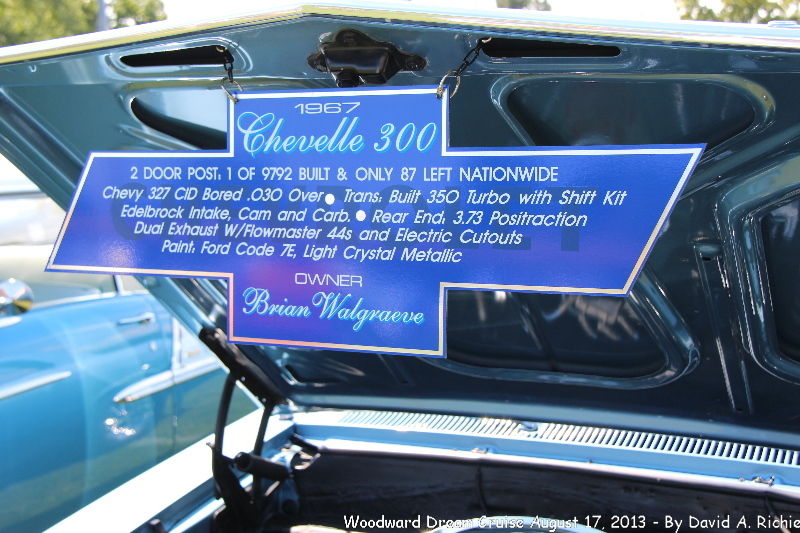 1967
Chevelle 300
2 DOOR POST: 1 OF 9792 BUILT & ONLY 87 LEFT NATIONWIDE
Chevy 327 CID Bored .030 Over ● Trans: Built 350 Turbo with Shift Kit
Edelbrock Intake, Cam and Carb. ● Rear End: 3.73 Positraction
Dual Exhaust W/Flowmaster 44s and Electric Cutouts
Paint: Ford Code 7E, Light Crystal Metallic
OWNER
Brian Walgraeve
Woodward Dream Cruise August 17, 2013 - By David A. Richie